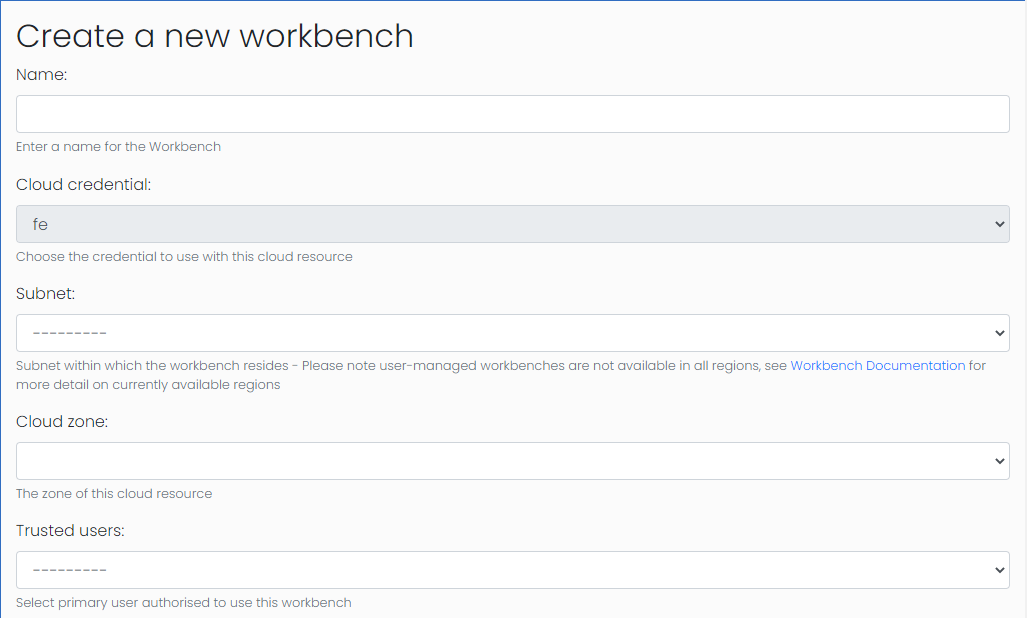 Create a new workbench
Name:
Enter a name for the Workbench
Cloud credential:
fe
Choose the credential to use with this cloud resource
Subnet:
---------
Subnet within which the workbench resides - Please note user-managed workbenches are not available in all regions, see Workbench Documentation for
more detail on currently available regions
Cloud zone:
The zone of this cloud resource
Trusted users:
---------
Select primary user authorised to use this workbench